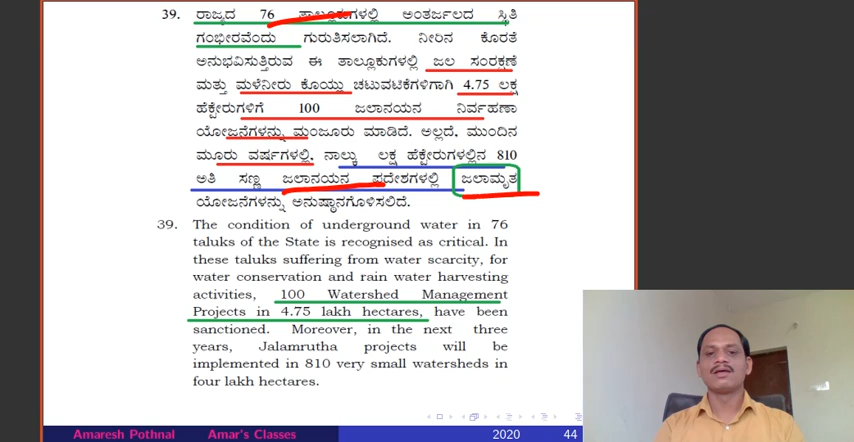 39. ರಾಜ್ಯದ 76 ತಾಲ್ಲೂಕುಗಳಲ್ಲಿ ಅಂತರ್ಜಲದ ಸ್ಥಿತಿ
ಗಂಭೀರವೆಂದು ಗುರುತಿಸಲಾಗಿದೆ. ನೀರಿನ ಕೊರತೆ
ಅನುಭವಿಸುತ್ತಿರುವ ಈ ತಾಲ್ಲೂಕುಗಳಲ್ಲಿ ಜಲ ಸಂರಕ್ಷಣೆ
ಮತ್ತು ಮಳೆನೀರು ಕೊಯ್ಲು ಚಟುವಟಿಕೆಗಳಿಗಾಗಿ 4.75 ಲಕ್ಷ
ಹೆಕ್ಟೇರುಗಳಿಗೆ 100 ಜಲಾನಯನ ನಿರ್ವಹಣಾ
ಯೋಜನೆಗಳನ್ನು ಮಂಜೂರು ಮಾಡಿದೆ. ಅಲ್ಲದೆ, ಮುಂದಿನ
ಮೂರು ವರ್ಷಗಳಲ್ಲಿ, ನಾಲ್ಕು ಲಕ್ಷ ಹೆಕ್ಟೇರುಗಳಲ್ಲಿನ 810
ಅತಿ ಸಣ್ಣ ಜಲಾನಯನ ಪ್ರದೇಶಗಳಲ್ಲಿ ಜಲಾಮೃತ
ಯೋಜನೆಗಳನ್ನು ಅನುಷ್ಠಾನಗೊಳಿಸಲಿದೆ.
39. The condition of underground water in 76
taluks of the State is recognised as critical. In
these taluks suffering from water scarcity, for
water conservation and rain water harvesting
activities, 100 Watershed Management
Projects in 4.75 lakh hectares, have been
sanctioned. Moreover, in the next three
years, Jalamrutha projects will be
implemented in 810 very small watersheds in
four lakh hectares.
Amaresh Pothnal Amar's Classes 2020 44